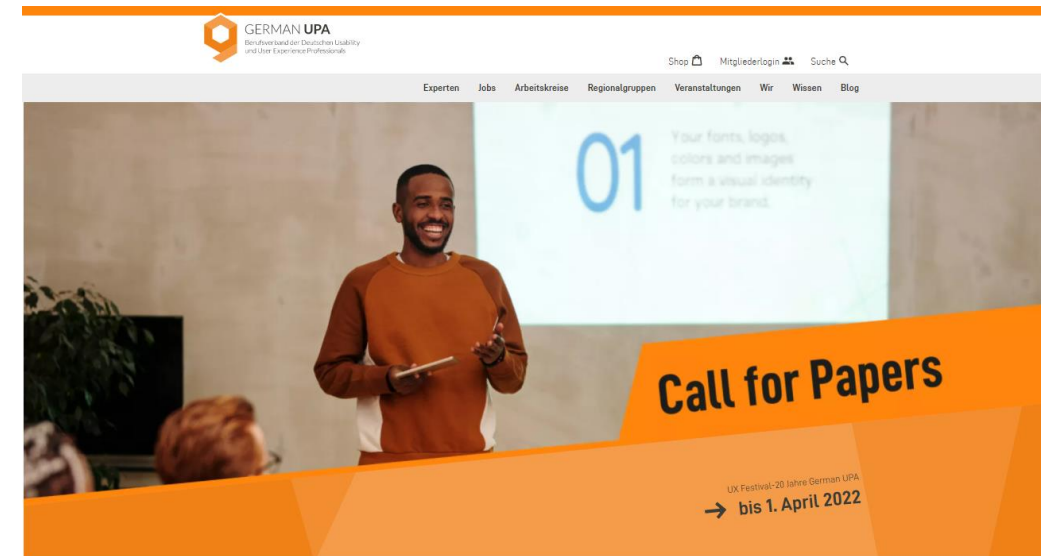 GERMAN UPA
Berufsverband der Deutschen Usability
und User Experience Professionals
Shop
Mitgliederlogin
Suche
Experten Jobs Arbeitskreise Regionalgruppen Veranstaltungen Wir Wissen Blog
01
Your fonts, logos,
colors and images
form a visual identity
for your brand.
Call for Papers
UX Festival-20 Jahre German UPA
→ bis 1. April 2022